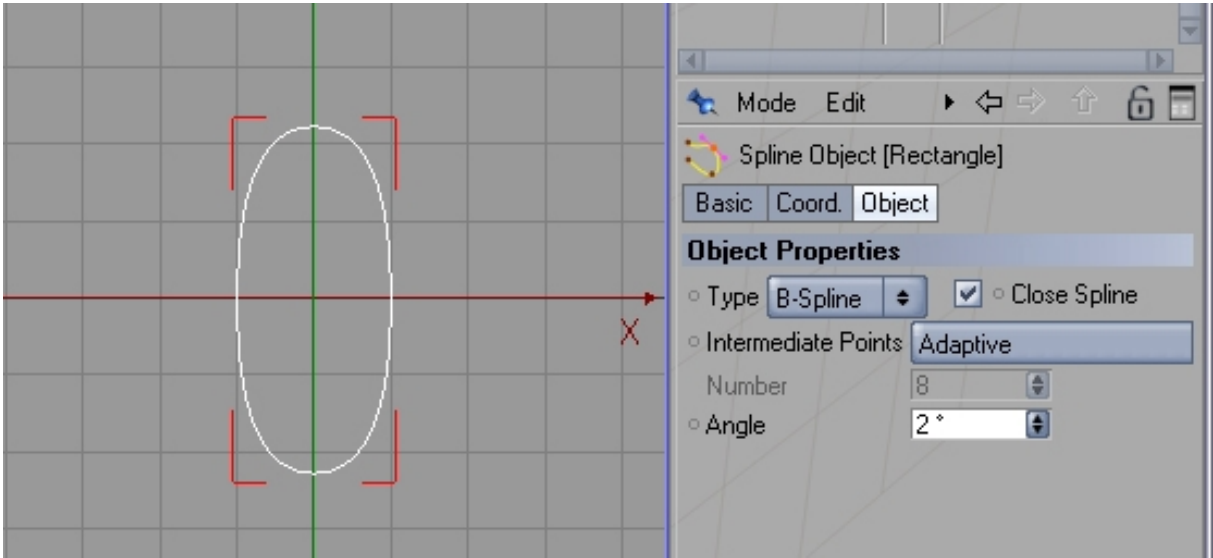 Mode Edit
Spline Object [Rectangle]
Basic Coord. Object
Object Properties
Type B-Spline Close Spline
Intermediate Points Adaptive
Number 8
Angle 2 °
X